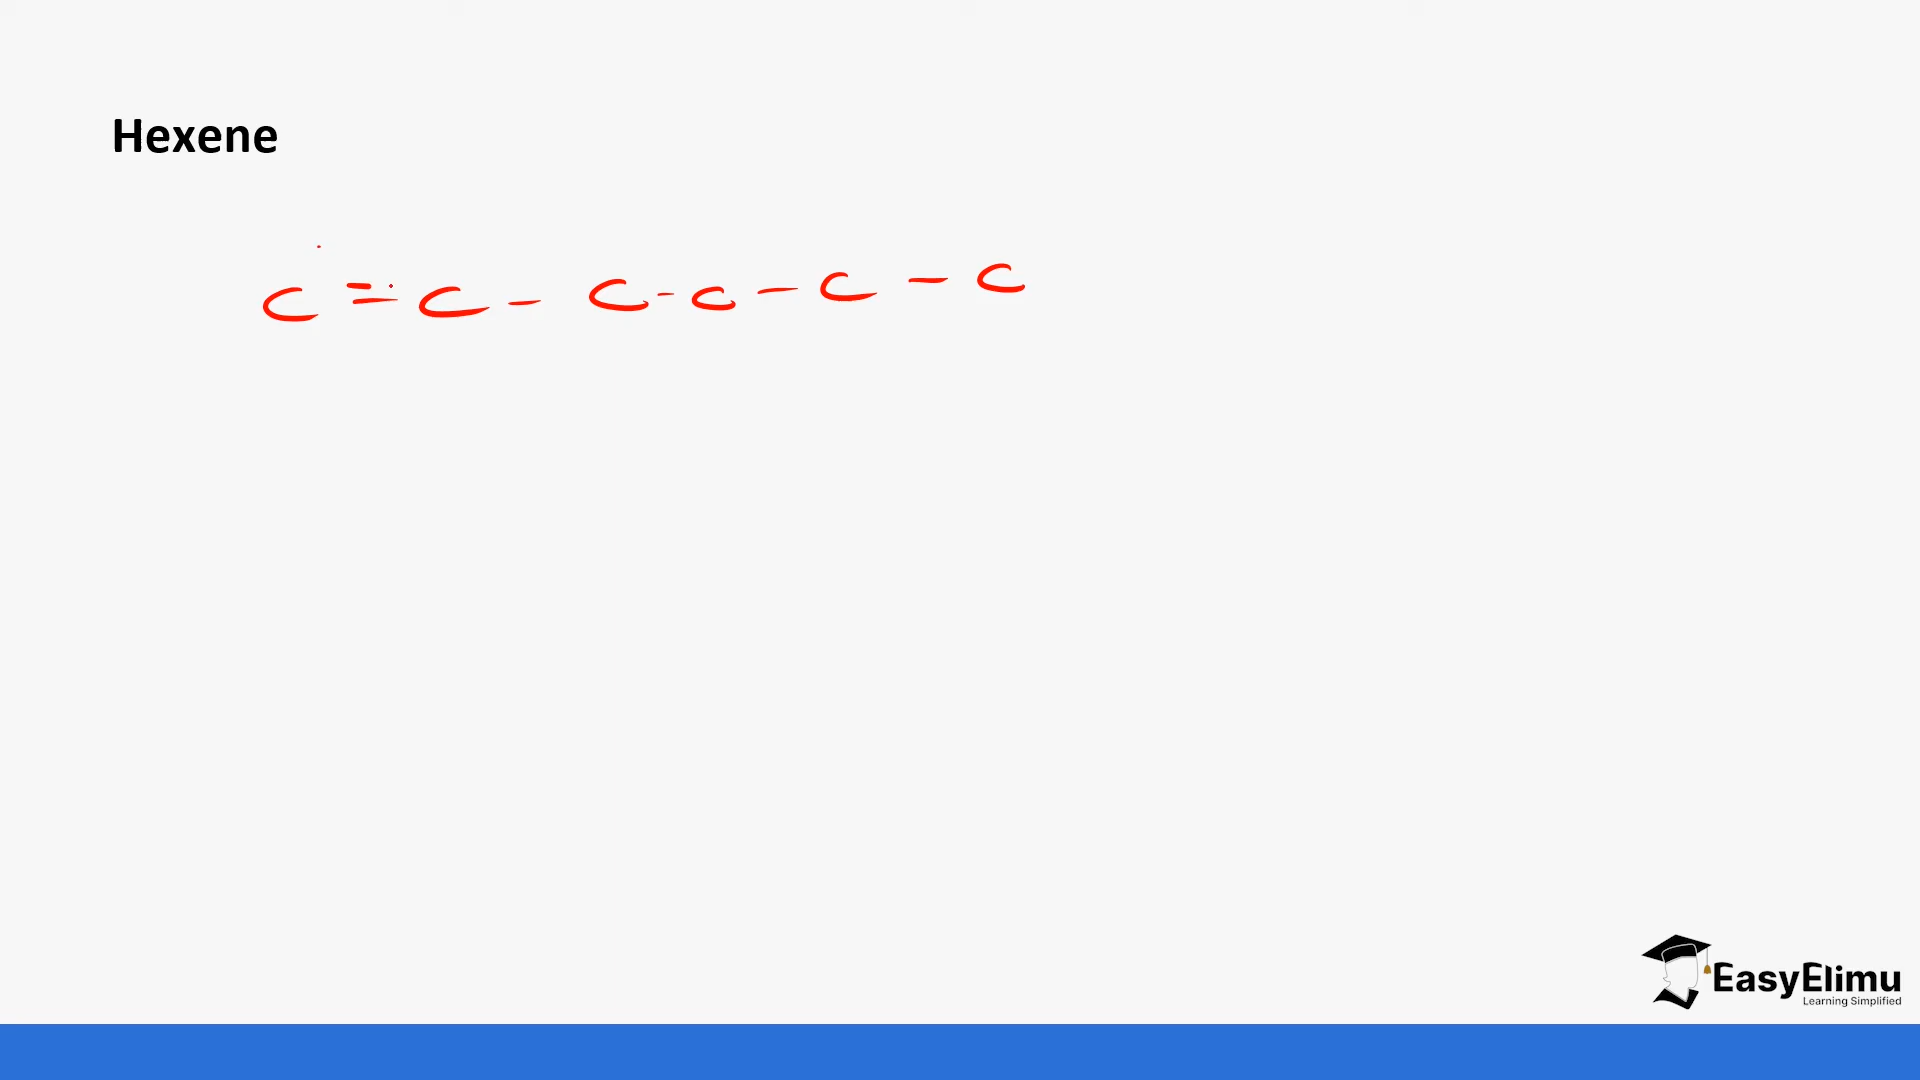 Hexene
C = C - C - C - C - C
EasyElimu
Learning Simplified